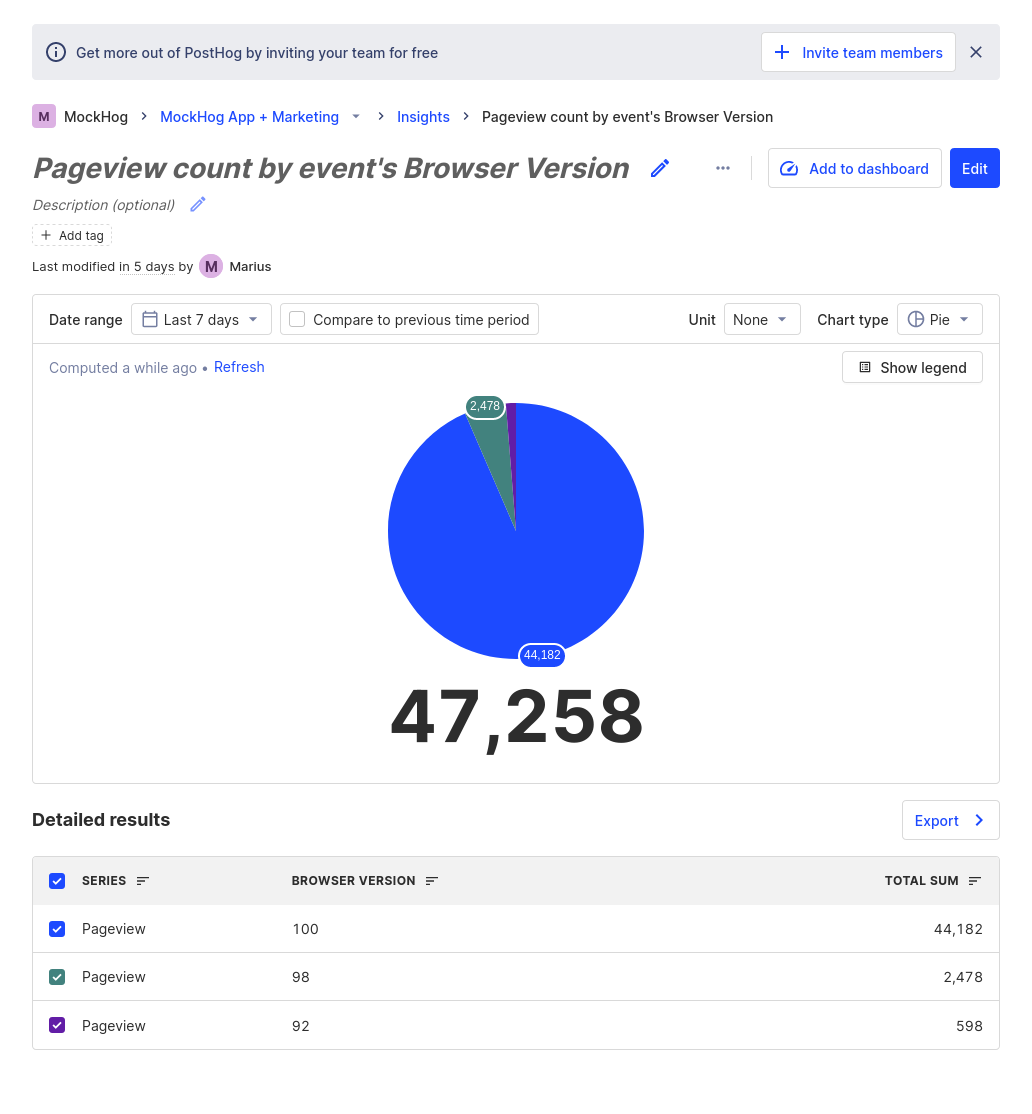 Get more out of PostHog by inviting your team for free
Invite team members
M MockHog MockHog App + Marketing Insights Pageview count by event's Browser Version
Pageview count by event's Browser Version
Add to dashboard
Edit
Description (optional)
Add tag
Last modified in 5 days by M Marius
Date range Last 7 days Compare to previous time period Unit None Chart type Pie
Computed a while ago • Refresh
Show legend
2,478
44,182
47,258
Detailed results
Export
SERIES BROWSER VERSION TOTAL SUM
Pageview 100 44,182
Pageview 98 2,478
Pageview 92 598